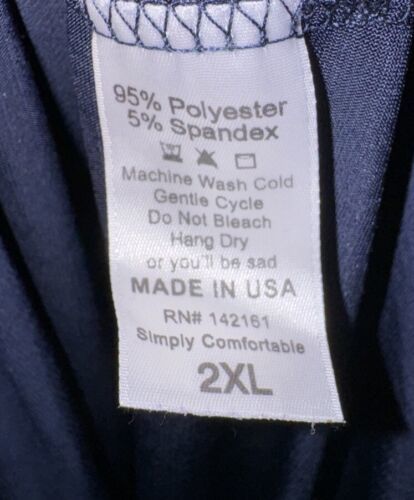 95% Polyester
5% Spandex
Machine Wash Cold
Gentle Cycle
Do Not Bleach
Hang Dry
or you'll be sad
MADE IN USA
RN# 142161
Simply Comfortable
2XL